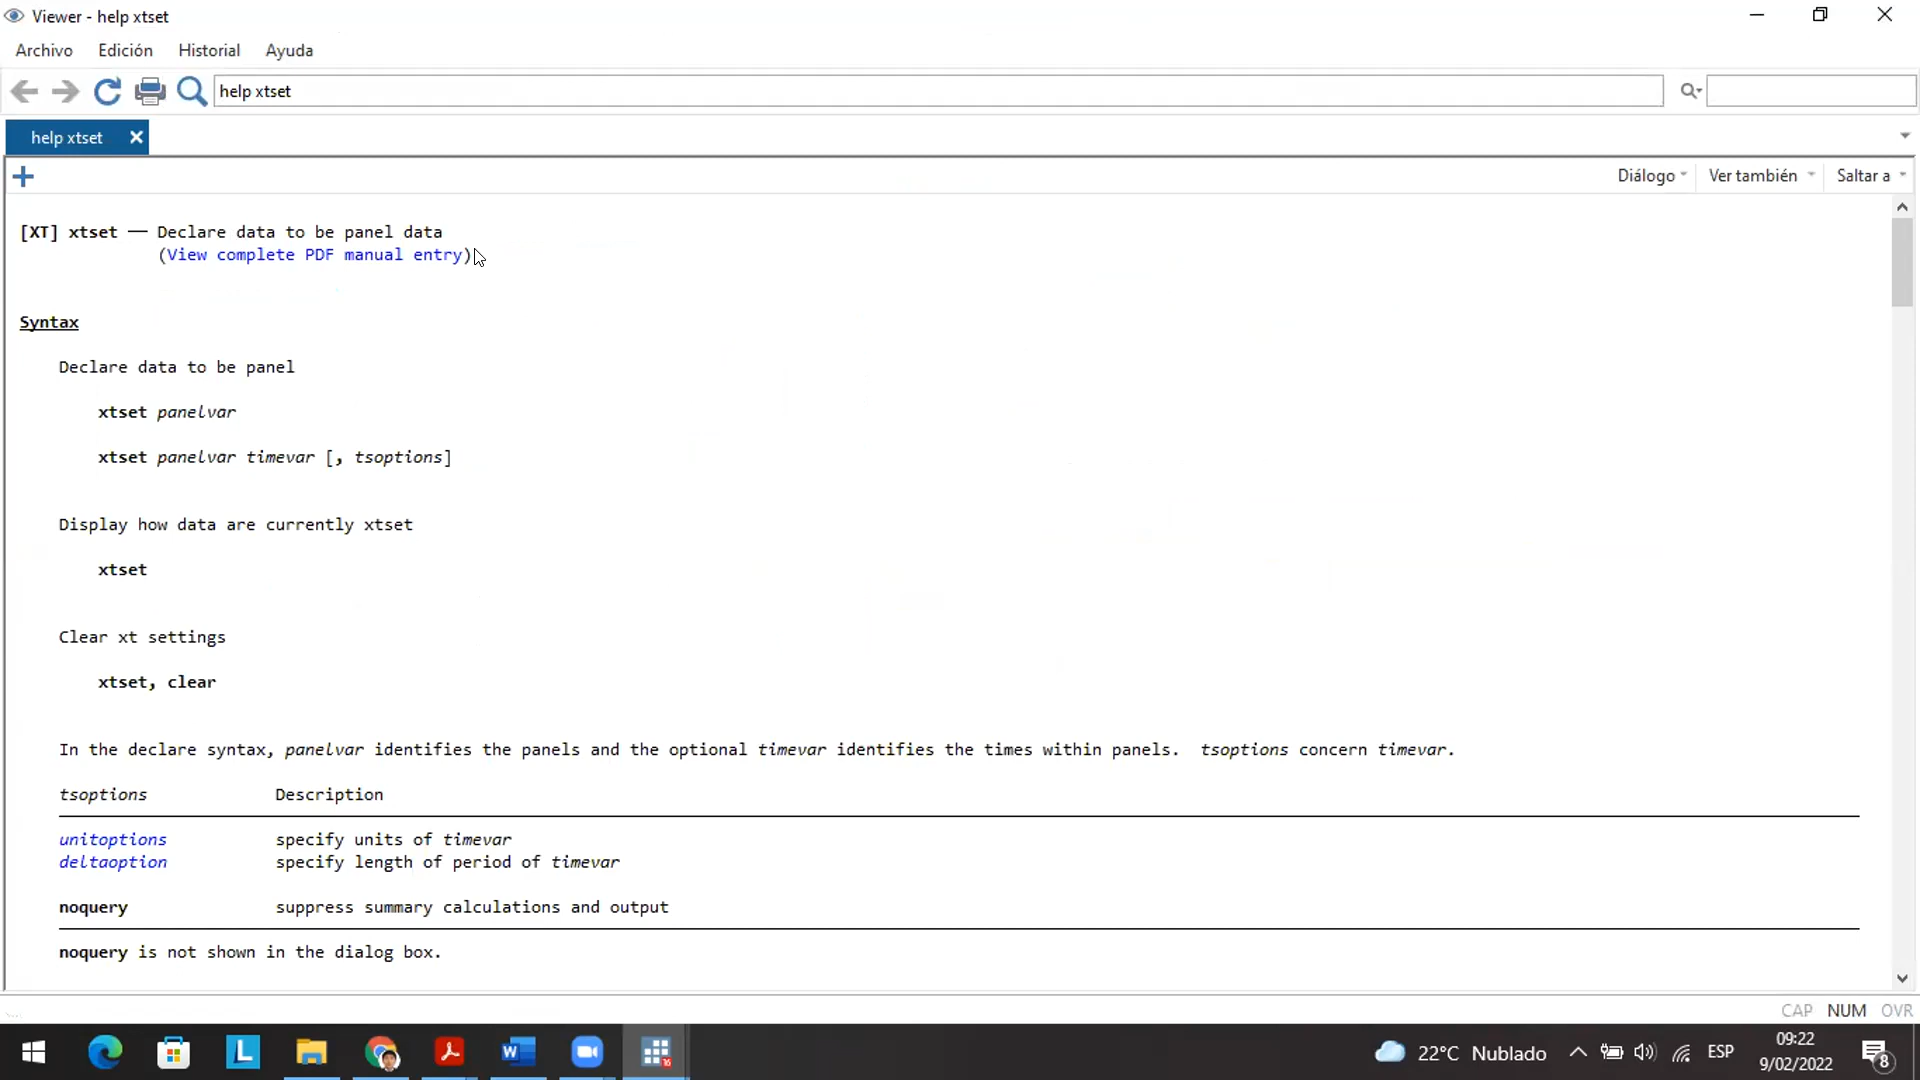 Viewer - help xtset
Archivo Edición Historial Ayuda
help xtset
help xtset
Diálogo Ver también Saltar a
[XT] xtset — Declare data to be panel data
(View complete PDF manual entry)
Syntax
Declare data to be panel
xtset panelvar
xtset panelvar timevar [, tsoptions]
Display how data are currently xtset
xtset
Clear xt settings
xtset, clear
In the declare syntax, panelvar identifies the panels and the optional timevar identifies the times within panels. tsoptions concern timevar.
tsoptions Description
unitoptions specify units of timevar
deltaoption specify length of period of timevar
noquery suppress summary calculations and output
noquery is not shown in the dialog box.
CAP NUM OVR
22°C Nublado ESP 09:22
9/02/2022 8